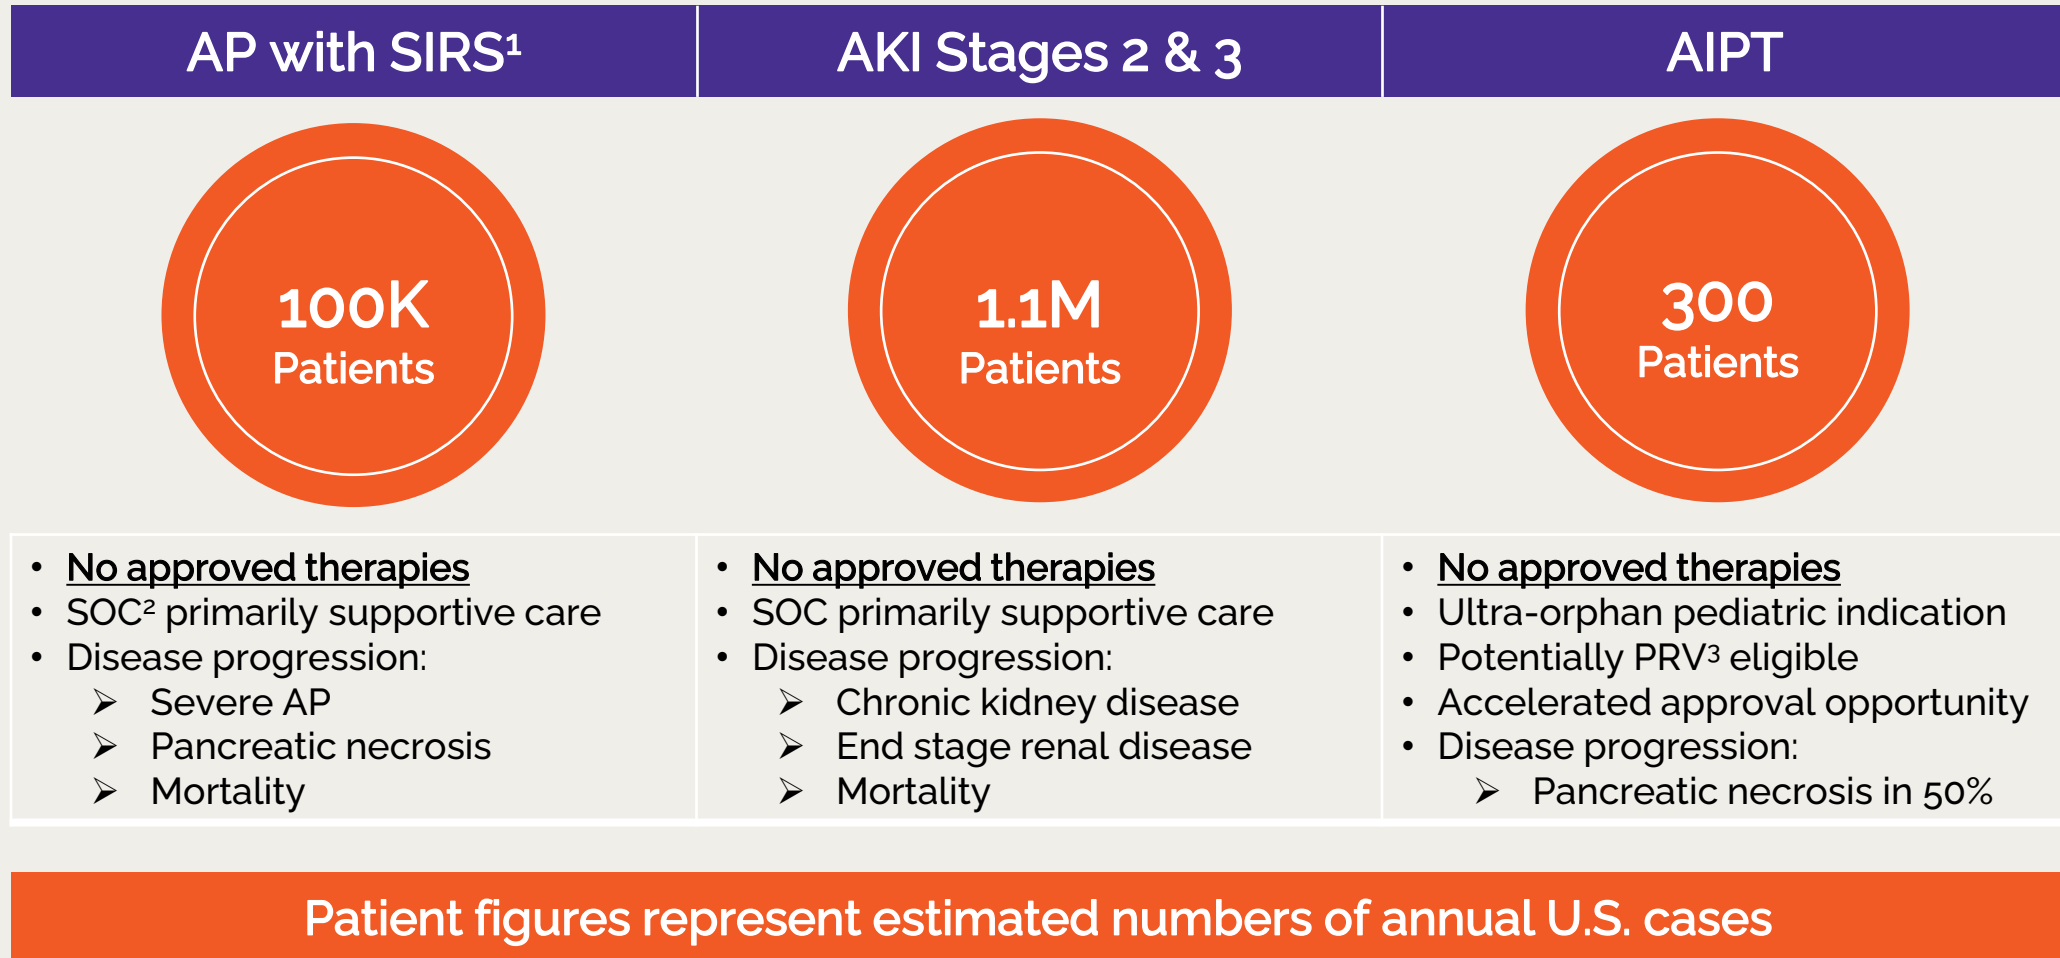 AP with SIRS¹
AKI Stages 2 & 3
AIPT
100K
Patients
1.1M
Patients
300
Patients
• No approved therapies
• SOC² primarily supportive care
• Disease progression:
➢ Severe AP
➢ Pancreatic necrosis
➢ Mortality
• No approved therapies
• SOC primarily supportive care
• Disease progression:
➢ Chronic kidney disease
➢ End stage renal disease
➢ Mortality
• No approved therapies
• Ultra-orphan pediatric indication
• Potentially PRV³ eligible
• Accelerated approval opportunity
• Disease progression:
➢ Pancreatic necrosis in 50%
Patient figures represent estimated numbers of annual U.S. cases